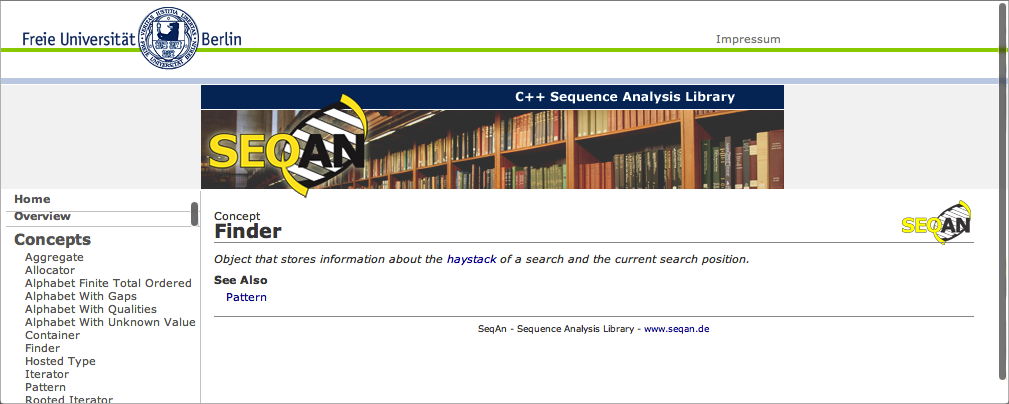 Freie Universität Berlin
Impressum
C++ Sequence Analysis Library
SEQAN
Home
Overview
Concepts
Aggregate
Allocator
Alphabet Finite Total Ordered
Alphabet With Gaps
Alphabet With Qualities
Alphabet With Unknown Value
Container
Finder
Hosted Type
Iterator
Pattern
Rooted Iterator
Concept
Finder
SEQAN
Object that stores information about the haystack of a search and the current search position.
See Also
Pattern
SeqAn - Sequence Analysis Library - www.seqan.de